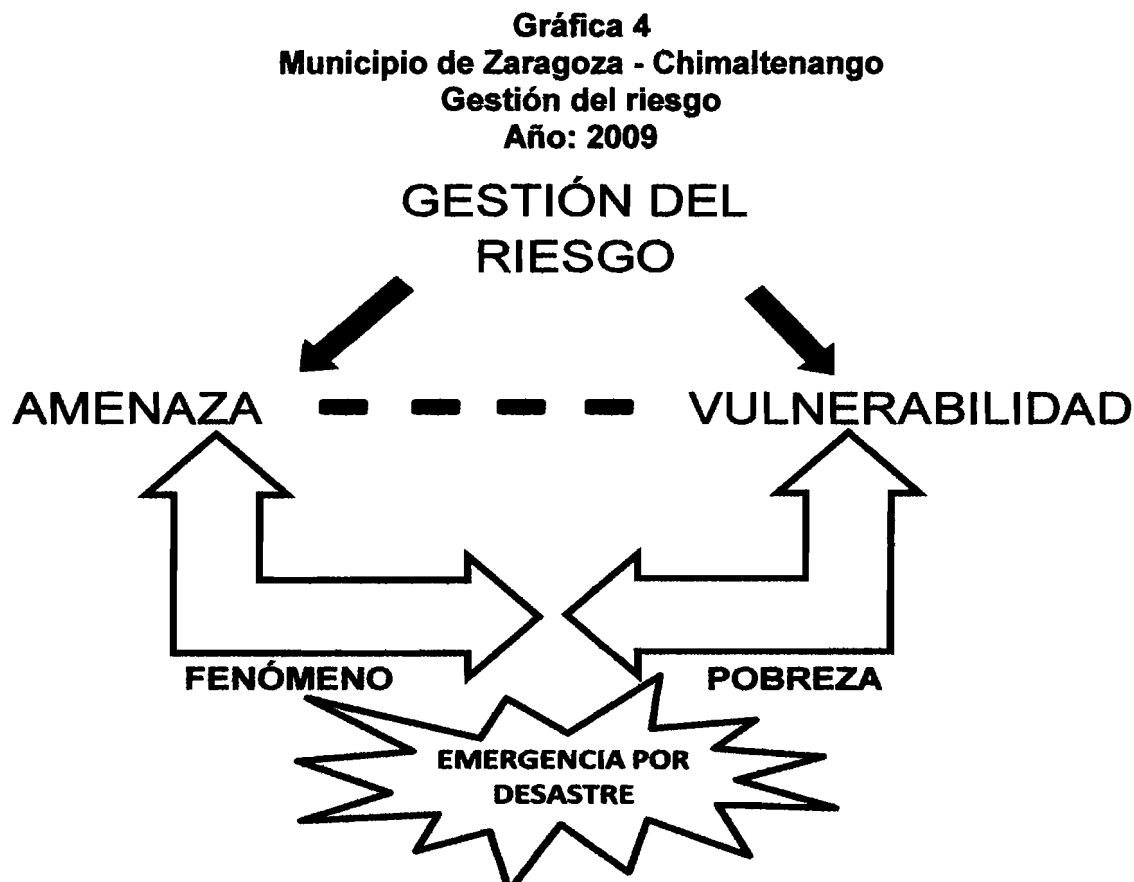 Gráfica 4
Municipio de Zaragoza - Chimaltenango
Gestión del riesgo
Año: 2009
GESTIÓN DEL
RIESGO
AMENAZA
VULNERABILIDAD
FENÓMENO
POBREZA
EMERGENCIA POR
DESASTRE